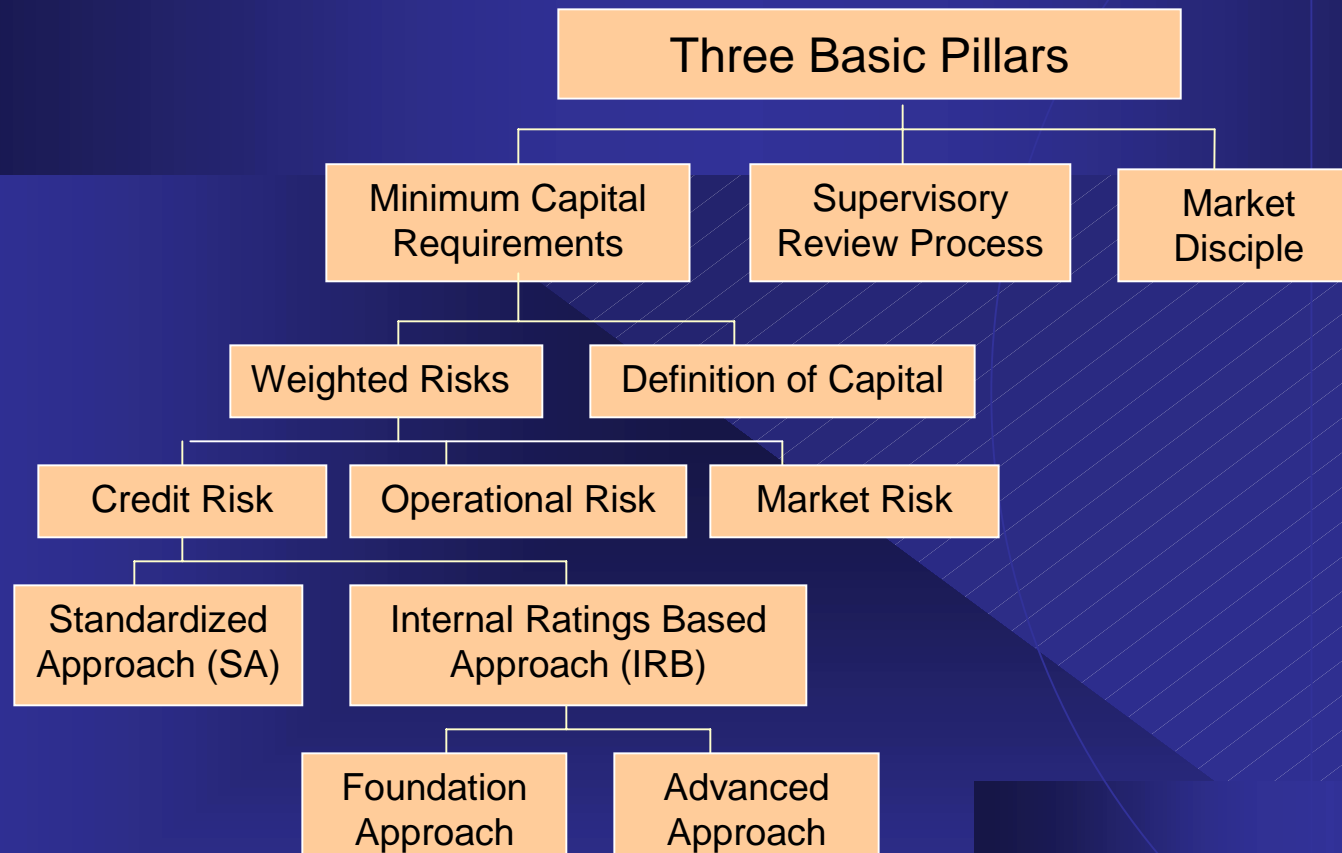 Three Basic Pillars
Minimum Capital
Requirements
Supervisory
Review Process
Market
Disciple
Weighted Risks
Definition of Capital
Credit Risk
Operational Risk
Market Risk
Standardized
Approach (SA)
Internal Ratings Based
Approach (IRB)
Foundation
Approach
Advanced
Approach